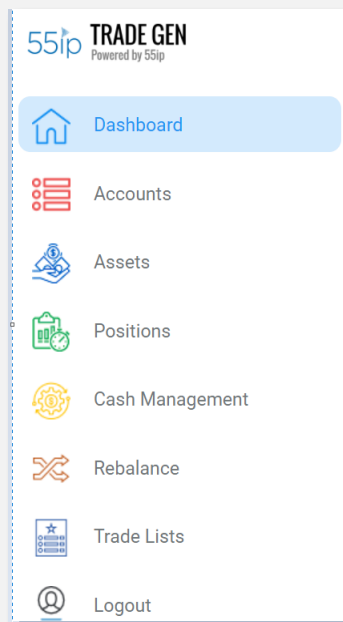 55ip TRADE GEN
Powered by 55ip
Dashboard
Accounts
Assets
Positions
Cash Management
Rebalance
Trade Lists
Logout